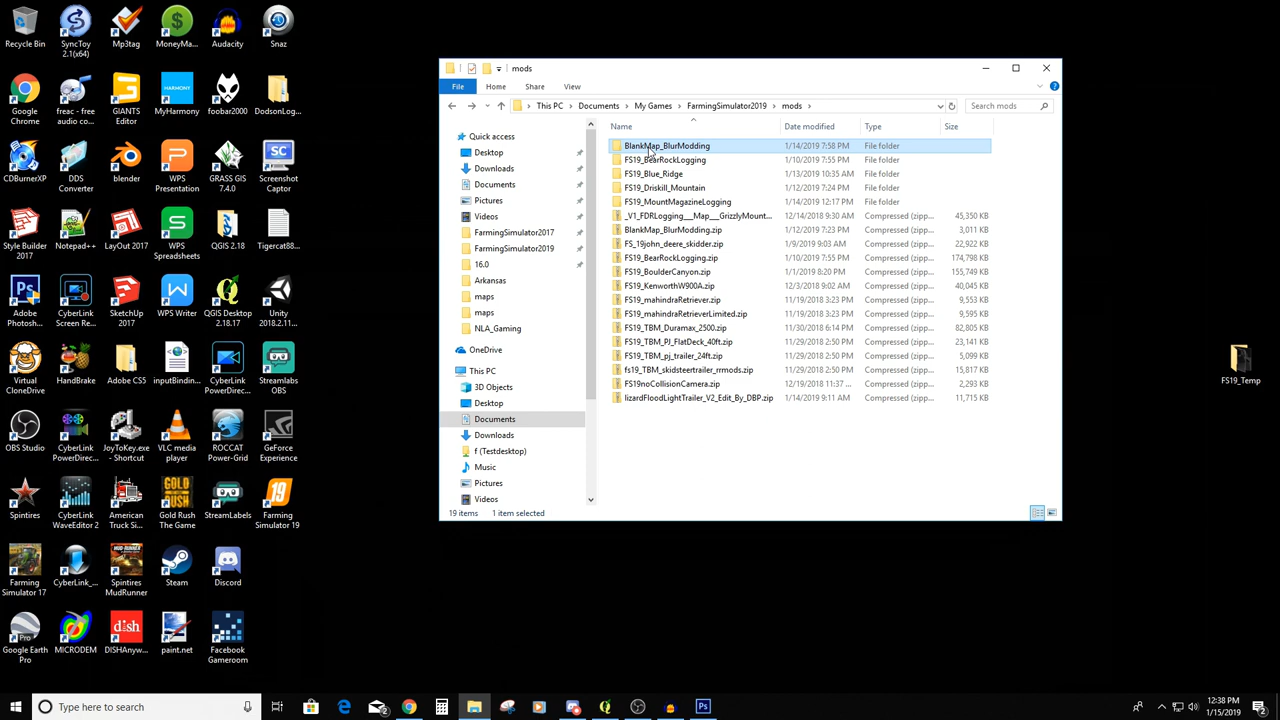 Recycle Bin
SyncToy 2.1(x64)
Mp3tag
MoneyMa...
Audacity
Snaz
Google Chrome
freac - free audio co...
GIANTS Editor
MyHarmony
foobar2000
DodsonLog...
CDBurnerXP
DDS Converter
blender
WPS Presentation
GRASS GIS 7.4.0
Screenshot Captor
Style Builder 2017
Notepad++
LayOut 2017
WPS Spreadsheets
QGIS 2.18
Tigercat88...
Adobe Photosh...
CyberLink Screen Re...
SketchUp 2017
WPS Writer
QGIS Desktop 2.18.17
Unity 2018.2.11...
Virtual CloneDrive
HandBrake
Adobe CS5
inputBindin...
CyberLink PowerDirec...
Streamlabs OBS
OBS Studio
CyberLink PowerDirec...
JoyToKey.exe - Shortcut
VLC media player
ROCCAT Power-Grid
GeForce Experience
Spintires
CyberLink WaveEditor 2
American Truck Si...
Gold Rush The Game
StreamLabels
Farming Simulator 19
Farming Simulator 17
CyberLink_...
Spintires MudRunner
Steam
Discord
Google Earth Pro
MICRODEM
DISHAnyw...
paint.net
Facebook Gameroom
FS19_Temp
mods
File Home Share View
This PC > Documents > My Games > FarmingSimulator2019 > mods >
Search mods
Quick access
Desktop
Downloads
Documents
Pictures
Videos
FarmingSimulator2017
FarmingSimulator2019
16.0
Arkansas
maps
maps
NLA_Gaming
OneDrive
This PC
3D Objects
Desktop
Documents
Downloads
f (Testdesktop)
Music
Pictures
Videos
Name Date modified Type Size
BlankMap_BlurModding 1/14/2019 7:58 PM File folder
FS19_BearRockLogging 1/10/2019 7:55 PM File folder
FS19_Blue_Ridge 1/13/2019 10:35 AM File folder
FS19_Driskill_Mountain 1/12/2019 7:24 PM File folder
FS19_MountMagazineLogging 1/14/2019 12:17 PM File folder
_V1_FDRLogging___Map___GrizzlyMount... 12/14/2018 9:30 AM Compressed (zipp... 45,350 KB
BlankMap_BlurModding.zip 1/12/2019 7:23 PM Compressed (zipp... 3,011 KB
FS_19john_deere_skidder.zip 1/9/2019 9:03 AM Compressed (zipp... 22,922 KB
FS19_BearRockLogging.zip 1/10/2019 7:55 PM Compressed (zipp... 174,798 KB
FS19_BoulderCanyon.zip 1/1/2019 8:20 PM Compressed (zipp... 155,749 KB
FS19_KenworthW900A.zip 12/3/2018 9:02 AM Compressed (zipp... 40,045 KB
FS19_mahindraRetriever.zip 11/19/2018 3:23 PM Compressed (zipp... 9,553 KB
FS19_mahindraRetrieverLimited.zip 11/19/2018 3:23 PM Compressed (zipp... 9,595 KB
FS19_TBM_Duramax_2500.zip 11/30/2018 6:14 PM Compressed (zipp... 82,805 KB
FS19_TBM_PJ_FlatDeck_40ft.zip 11/29/2018 2:50 PM Compressed (zipp... 23,141 KB
FS19_TBM_pj_trailer_24ft.zip 11/29/2018 2:50 PM Compressed (zipp... 5,099 KB
fs19_TBM_skidsteertrailer_rrmods.zip 11/29/2018 2:50 PM Compressed (zipp... 15,817 KB
FS19noCollisionCamera.zip 12/19/2018 11:37 ... Compressed (zipp... 2,293 KB
lizardFloodLightTrailer_V2_Edit_By_DBP.zip 1/14/2019 9:11 AM Compressed (zipp... 11,715 KB
19 items 1 item selected
Type here to search
12:38 PM
1/15/2019